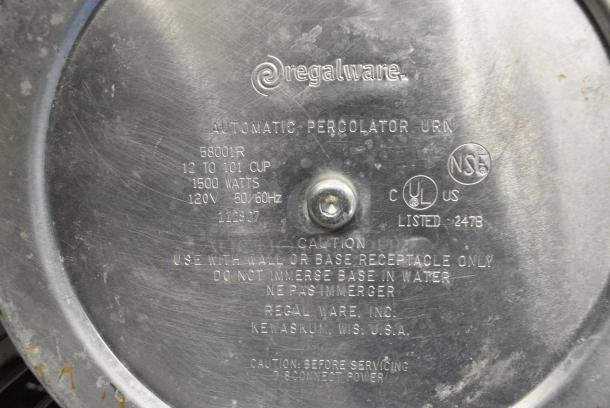 regalware
AUTOMATIC PERCOLATOR URN
58001R
12 TO 101 CUP
1500 WATTS
120V 50/60Hz
NSF
C UL US
LISTED 247B
CAUTION
USE WITH WALL OR BASE RECEPTACLE ONLY
DO NOT IMMERSE BASE IN WATER
NE PAS IMMERGER
REGAL WARE, INC.
KEWASKUM, WIS. U.S.A.
CAUTION: BEFORE SERVICING
DISCONNECT POWER